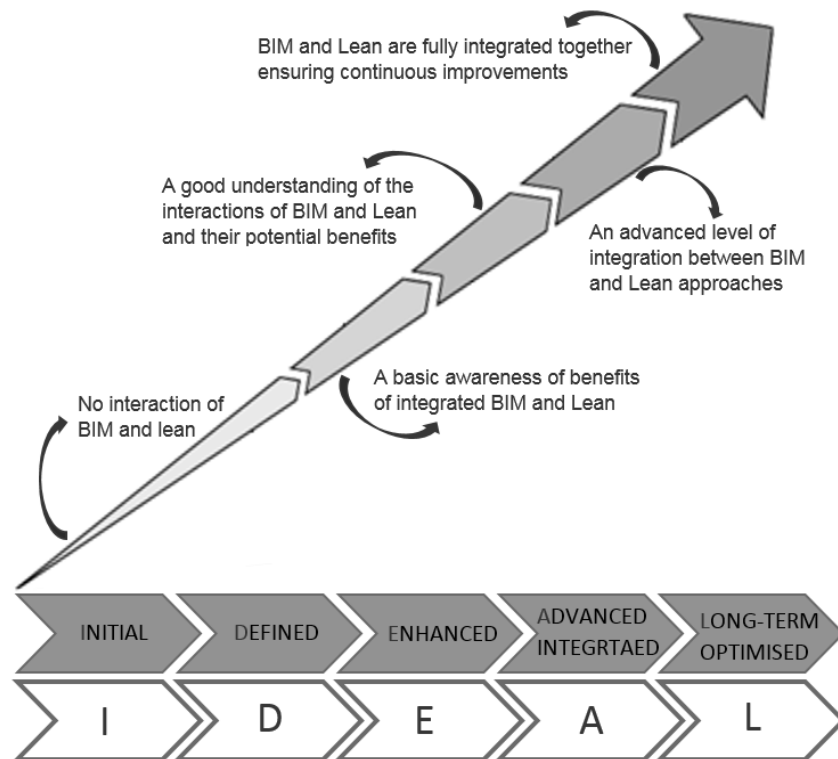 BIM and Lean are fully integrated together
ensuring continuous improvements
A good understanding of the
interactions of BIM and Lean
and their potential benefits
An advanced level of
integration between BIM
and Lean approaches
No interaction of
BIM and lean
A basic awareness of benefits
of integrated BIM and Lean
INITIAL
DEFINED
ENHANCED
ADVANCED
INTEGRTAED
LONG-TERM
OPTIMISED
I
D
E
A
L